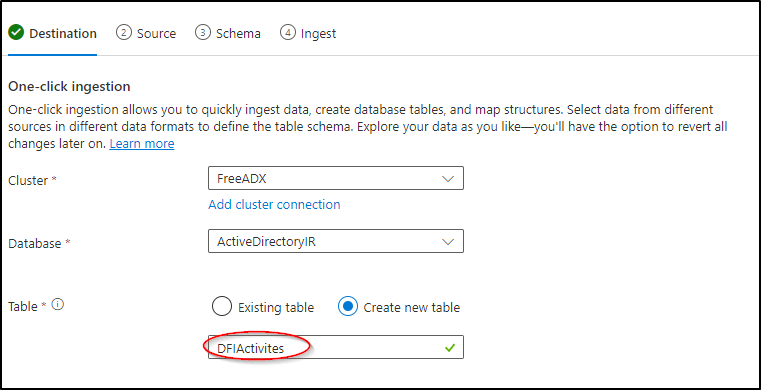 Destination 2 Source 3 Schema 4 Ingest
One-click ingestion
One-click ingestion allows you to quickly ingest data, create database tables, and map structures. Select data from different
sources in different data formats to define the table schema. Explore your data as you like—you'll have the option to revert all
changes later on. Learn more
Cluster * FreeADX
Add cluster connection
Database * ActiveDirectoryIR
Table * Existing table Create new table
DFIActivites